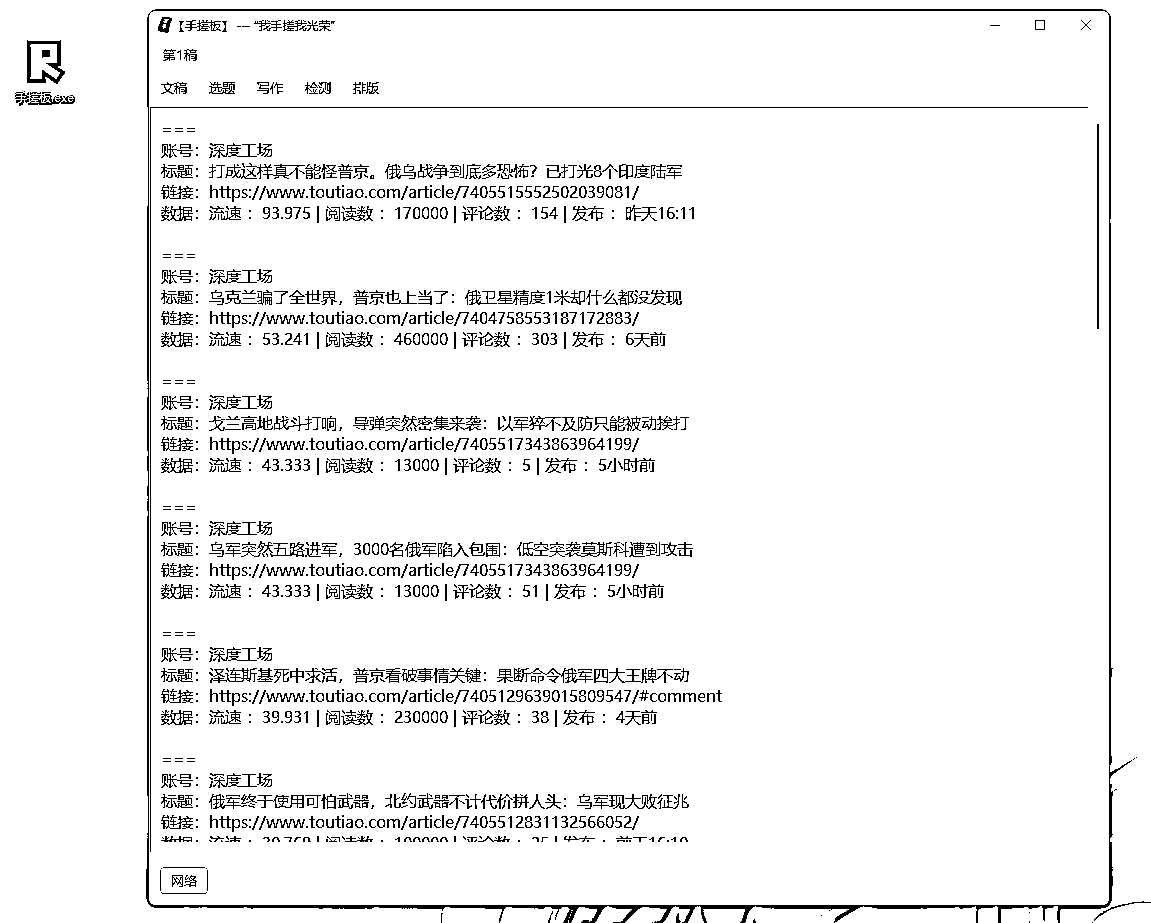 【手搓板】 --- “我手搓我光荣”
第1稿
文稿 选题 写作 检测 排版
手搓板.exe
===
账号：深度工场
标题：打成这样真不能怪普京。俄乌战争到底多恐怖？已打光8个印度陆军
链接：https://www.toutiao.com/article/7405515552502039081/
数据：流速 ：93.975 | 阅读数 ：170000 | 评论数 ：154 | 发布 ：昨天16:11
===
账号：深度工场
标题：乌克兰骗了全世界，普京也上当了：俄卫星精度1米却什么都没发现
链接：https://www.toutiao.com/article/7404758553187172883/
数据：流速 ：53.241 | 阅读数 ：460000 | 评论数 ：303 | 发布 ：6天前
===
账号：深度工场
标题：戈兰高地战斗打响，导弹突然密集来袭：以军猝不及防只能被动挨打
链接：https://www.toutiao.com/article/7405517343863964199/
数据：流速 ：43.333 | 阅读数 ：13000 | 评论数 ：5 | 发布 ：5小时前
===
账号：深度工场
标题：乌军突然五路进军，3000名俄军陷入包围：低空突袭莫斯科遭到攻击
链接：https://www.toutiao.com/article/7405517343863964199/
数据：流速 ：43.333 | 阅读数 ：13000 | 评论数 ：51 | 发布 ：5小时前
===
账号：深度工场
标题：泽连斯基死中求活，普京看破事情关键：果断命令俄军四大王牌不动
链接：https://www.toutiao.com/article/7405129639015809547/#comment
数据：流速 ：39.931 | 阅读数 ：230000 | 评论数 ：38 | 发布 ：4天前
===
账号：深度工场
标题：俄军终于使用可怕武器，北约武器不计代价拼人头：乌军现大败征兆
链接：https://www.toutiao.com/article/7405512831132566052/
网络